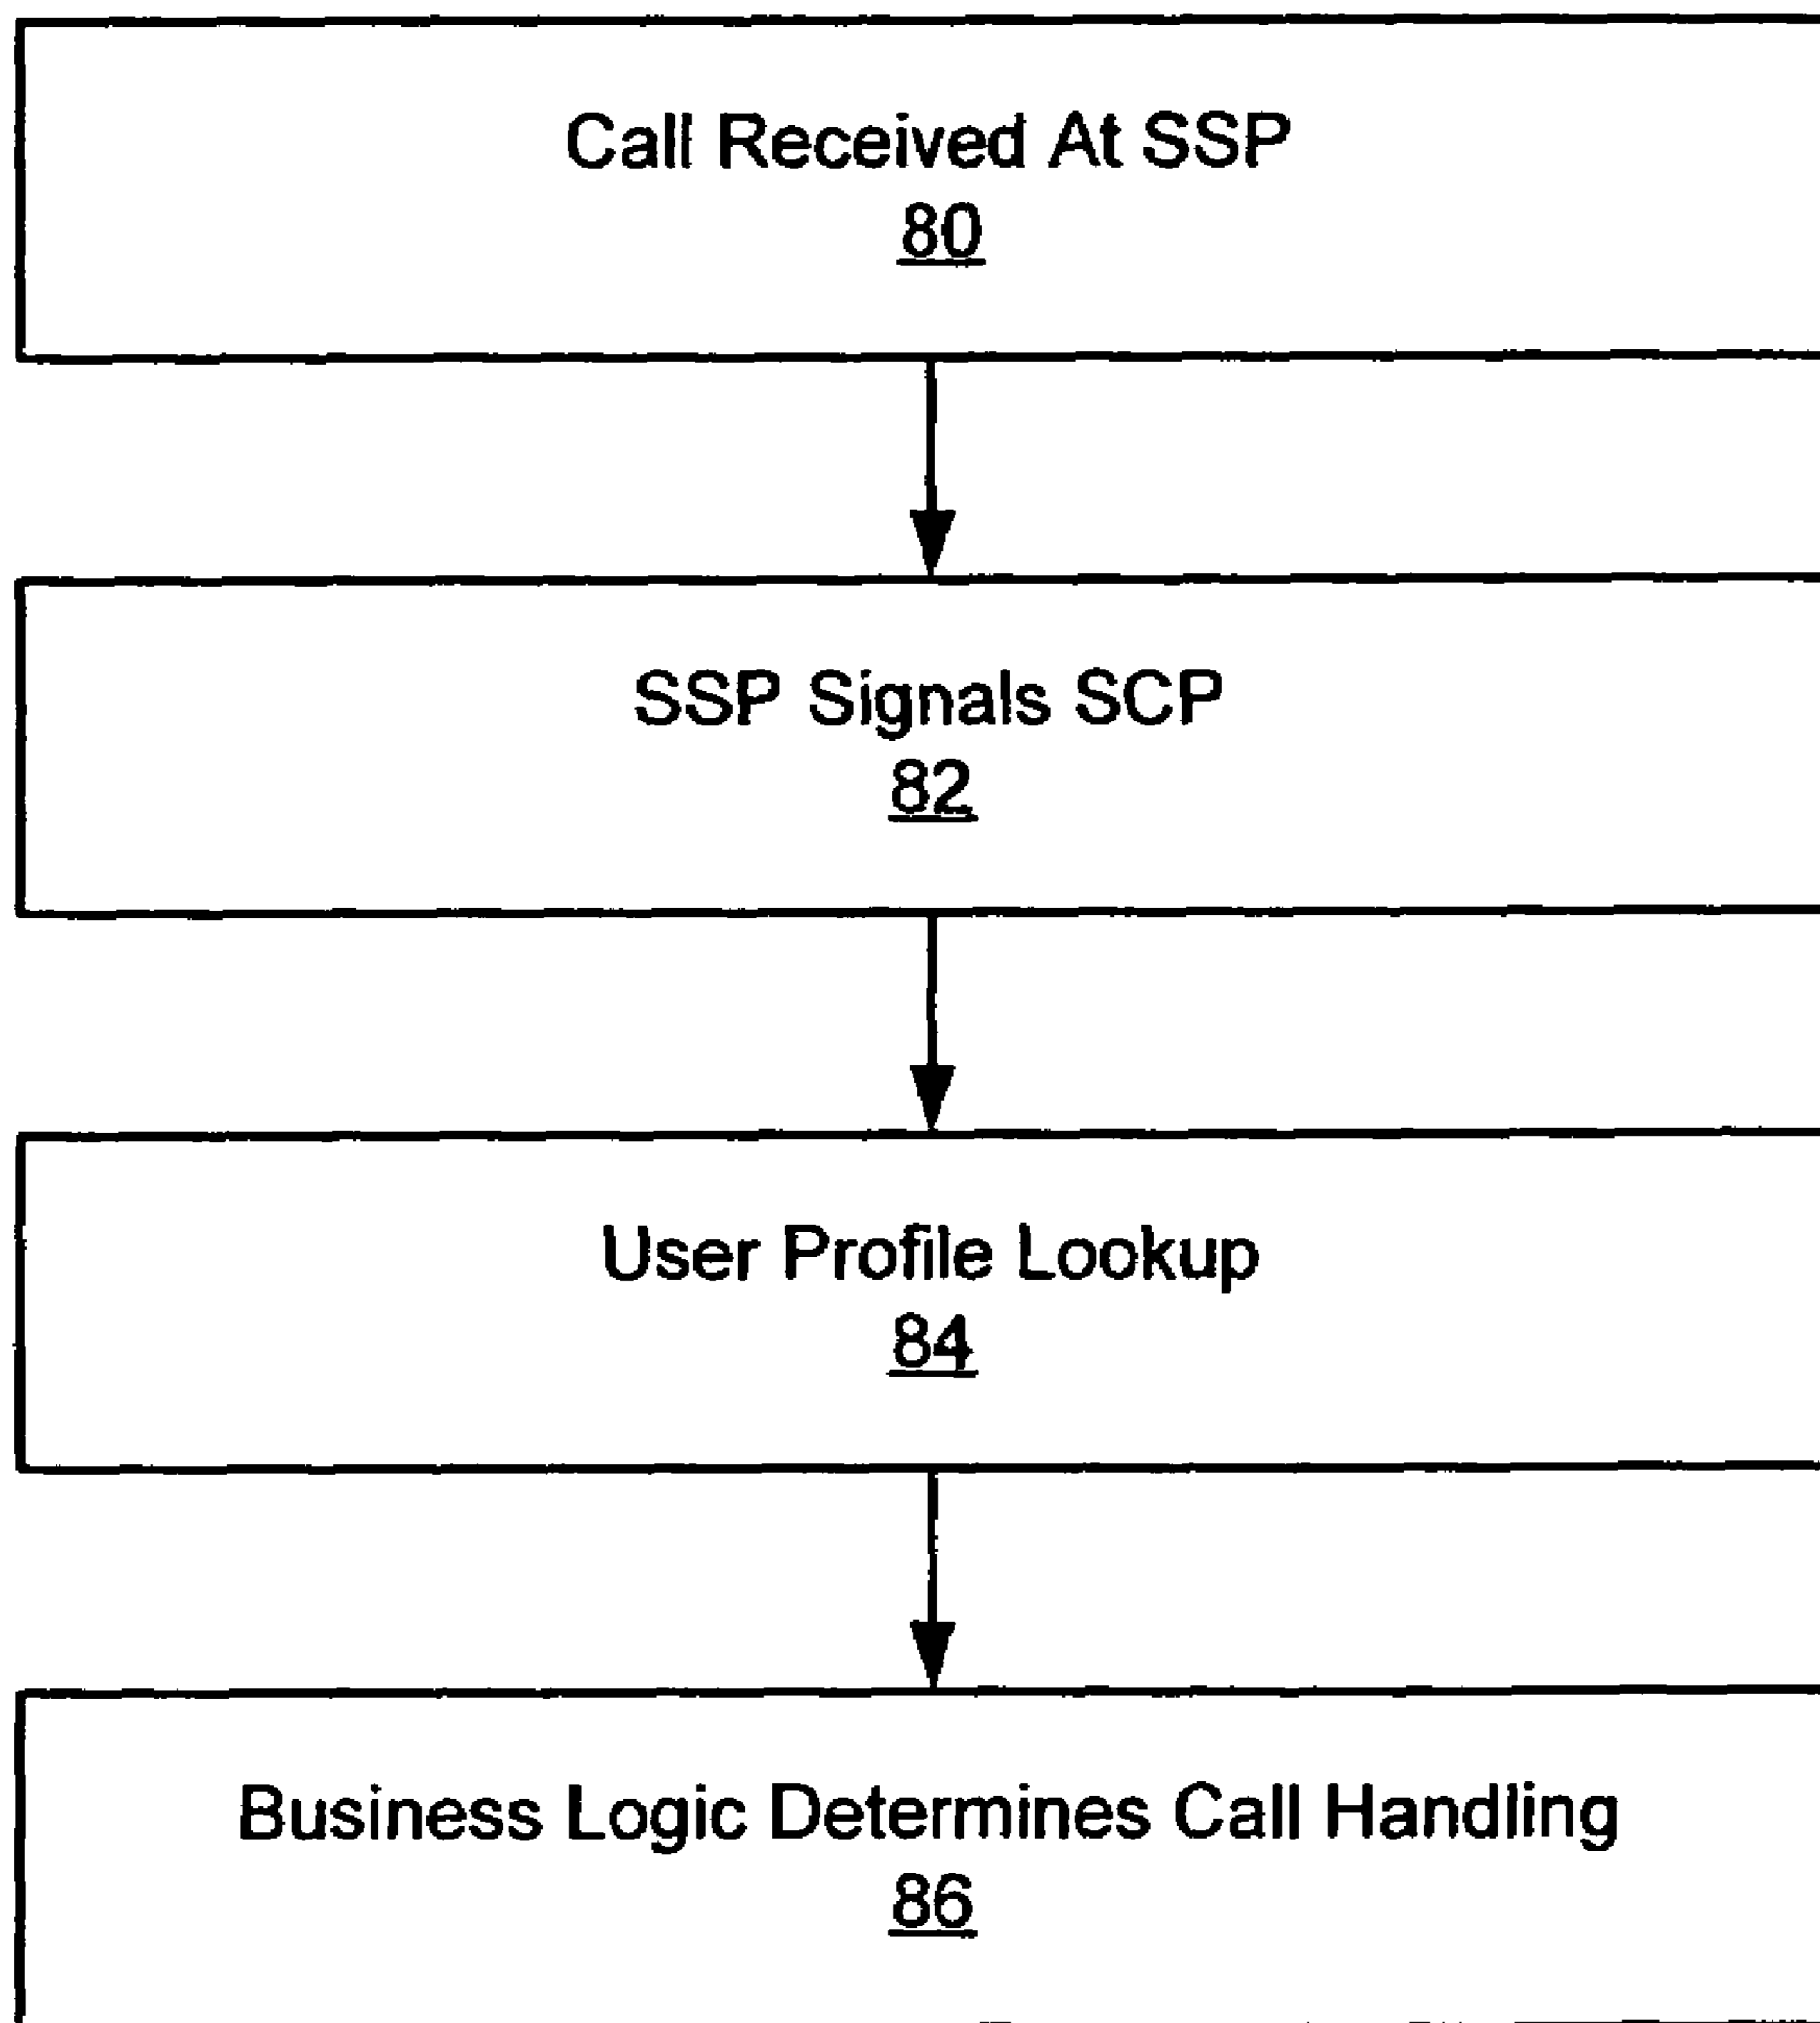 Call Received At SSP
80
SSP Signals SCP
82
User Profile Lookup
84
Business Logic Determines Call Handling
86